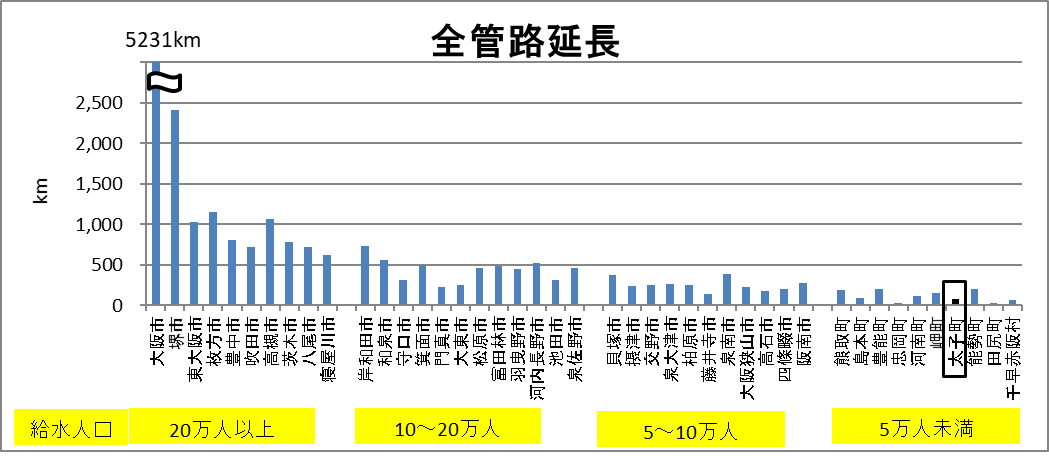 全管路延長
5231km
km
2,500
2,000
1,500
1,000
500
0
大阪市
堺市
東大阪市
枚方市
豊中市
吹田市
高槻市
茨木市
八尾市
寝屋川市
岸和田市
和泉市
守口市
箕面市
門真市
大東市
松原市
富田林市
羽曳野市
河内長野市
池田市
泉佐野市
貝塚市
摂津市
交野市
泉大津市
柏原市
藤井寺市
泉南市
大阪狭山市
高石市
四條畷市
阪南市
熊取町
島本町
豊能町
忠岡町
河南町
岬町
太子町
能勢町
田尻町
千早赤阪村
給水人口
20万人以上
10～20万人
5～10万人
5万人未満